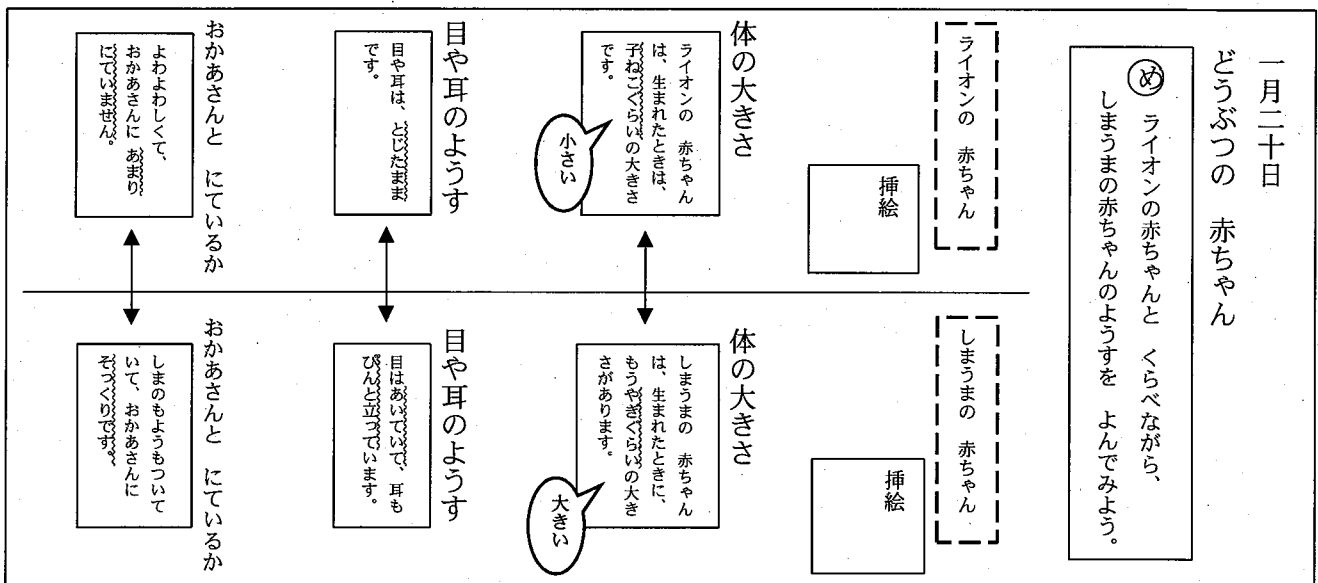 一月二十日
どうぶつの　赤ちゃん
め　ライオンの赤ちゃんと　くらべながら、
しまうまの赤ちゃんのようすを　よんでみよう。
ライオンの　赤ちゃん
挿絵
体の大きさ
ライオンの　赤ちゃん
は、生まれたときは、
子ねこぐらいの大きさ
です。
小さい
目や耳のようす
目や耳は、とじたまま
です。
おかあさんと　にているか
よわよわしくて、
おかあさんに　あまり
にていません。
しまうまの　赤ちゃん
挿絵
体の大きさ
しまうまの　赤ちゃん
は、生まれたときに、
もうやぎぐらいの大き
さがあります。
大きい
目や耳のようす
目はあいていて、耳も
ぴんと立っています。
おかあさんと　にているか
しまのもようもついて
いて、おかあさんに
そっくりです。